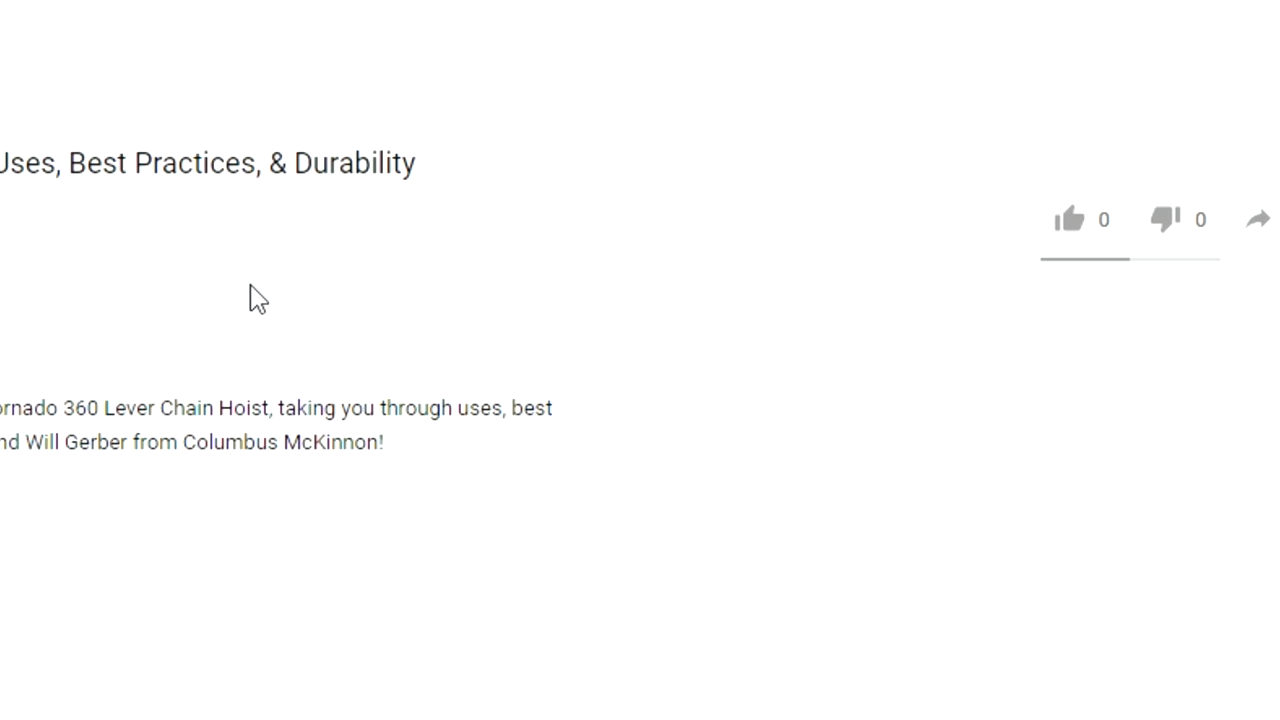 Uses, Best Practices, & Durability
0 0
ornado 360 Lever Chain Hoist, taking you through uses, best
nd Will Gerber from Columbus McKinnon!